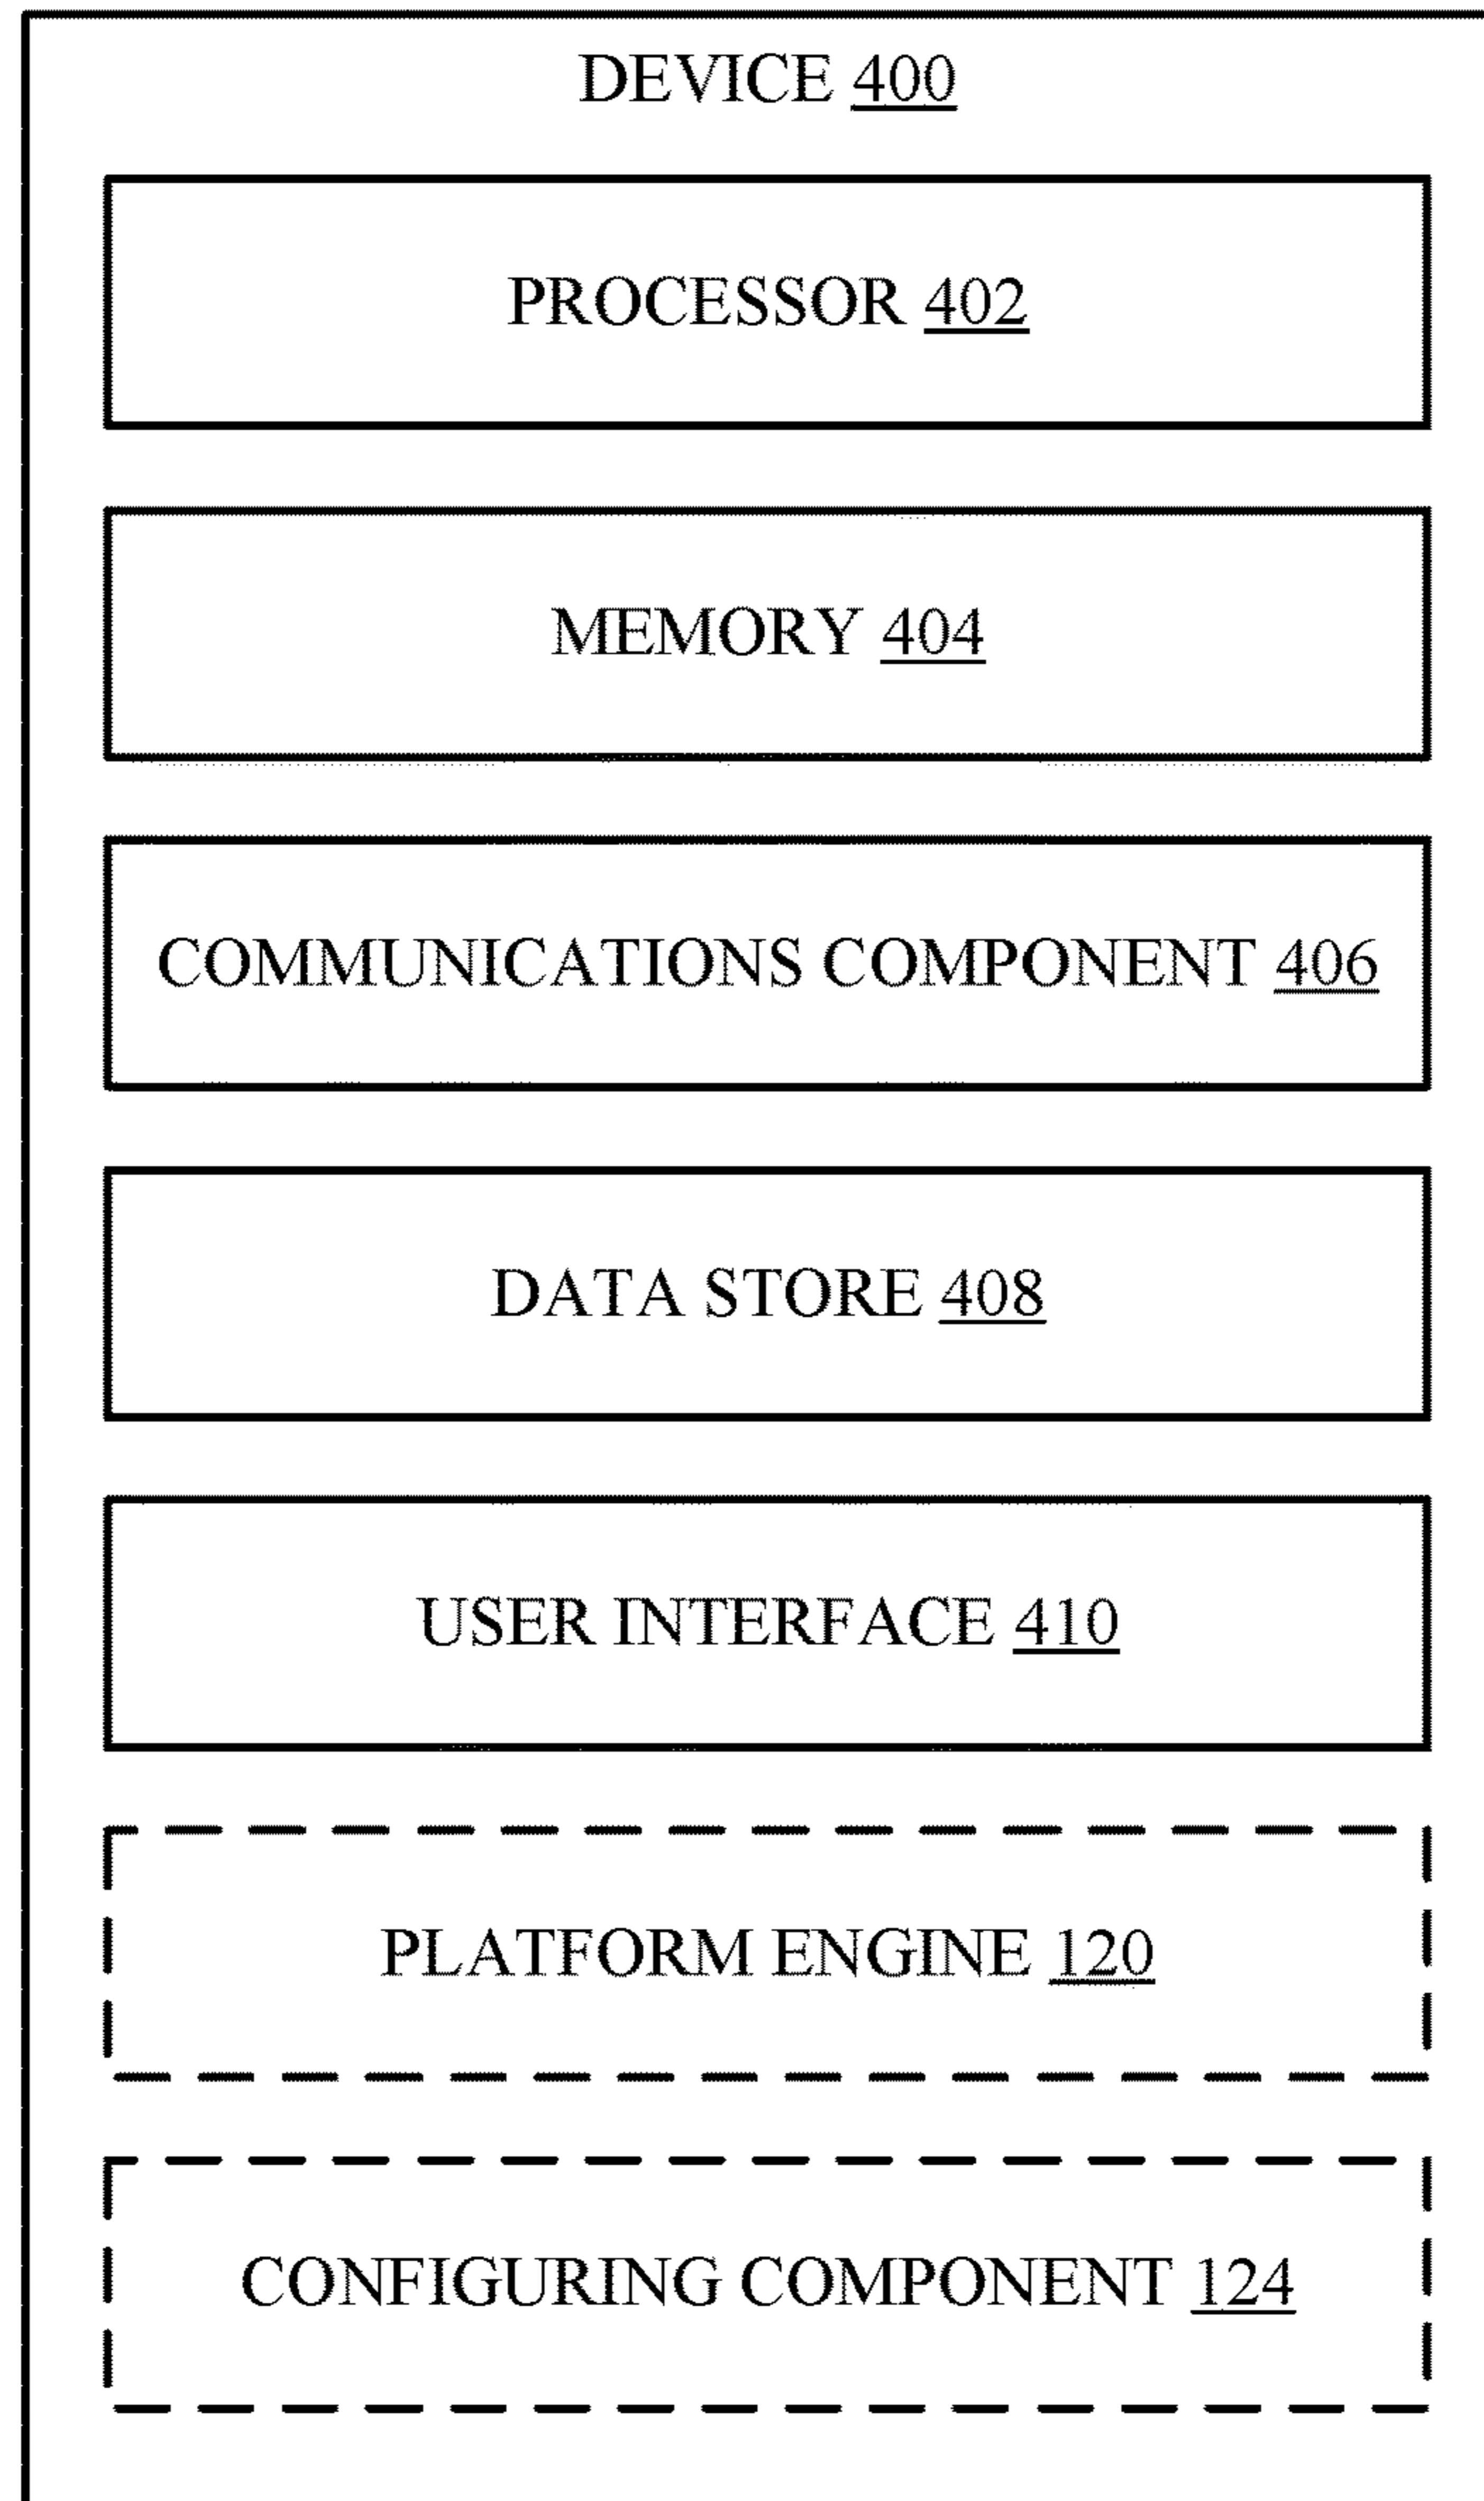 DEVICE 400
PROCESSOR 402
MEMORY 404
COMMUNICATIONS COMPONENT 406
DATA STORE 408
USER INTERFACE 410
PLATFORM ENGINE 120
CONFIGURING COMPONENT 124